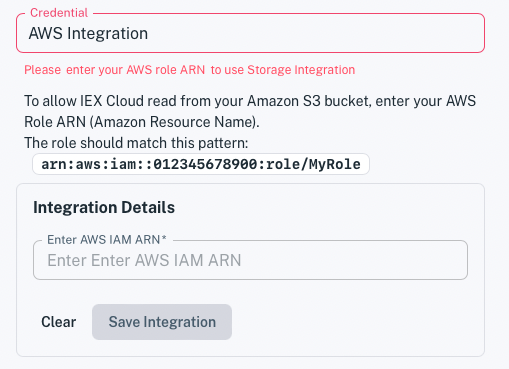 Credential
AWS Integration
Please enter your AWS role ARN to use Storage Integration
To allow IEX Cloud read from your Amazon S3 bucket, enter your AWS
Role ARN (Amazon Resource Name).
The role should match this pattern:
arn:aws:iam::012345678900:role/MyRole
Integration Details
Enter AWS IAM ARN*
Enter Enter AWS IAM ARN
Clear
Save Integration